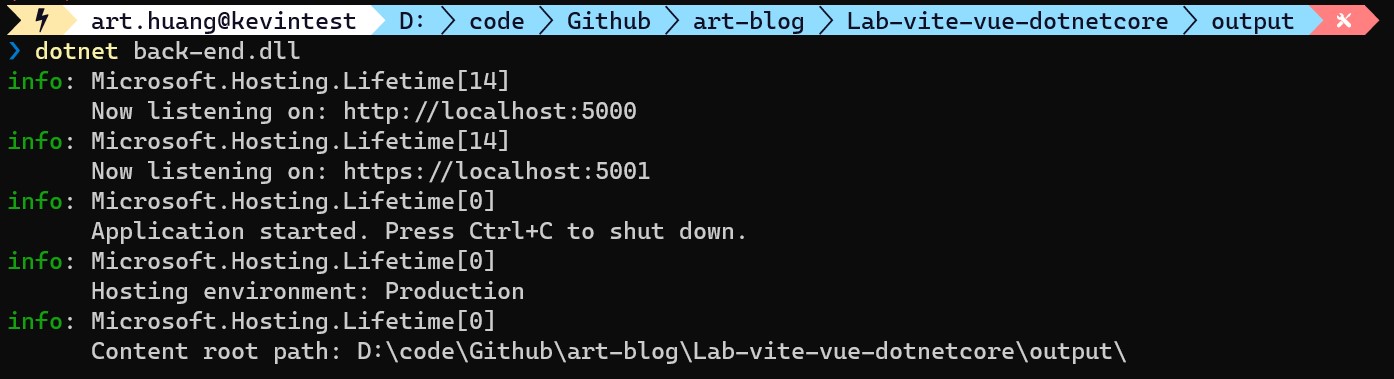 art.huang@kevintest D: code Github art-blog Lab-vite-vue-dotnetcore output
❯ dotnet back-end.dll
info: Microsoft.Hosting.Lifetime[14]
Now listening on: http://localhost:5000
info: Microsoft.Hosting.Lifetime[14]
Now listening on: https://localhost:5001
info: Microsoft.Hosting.Lifetime[0]
Application started. Press Ctrl+C to shut down.
info: Microsoft.Hosting.Lifetime[0]
Hosting environment: Production
info: Microsoft.Hosting.Lifetime[0]
Content root path: D:\code\Github\art-blog\Lab-vite-vue-dotnetcore\output\